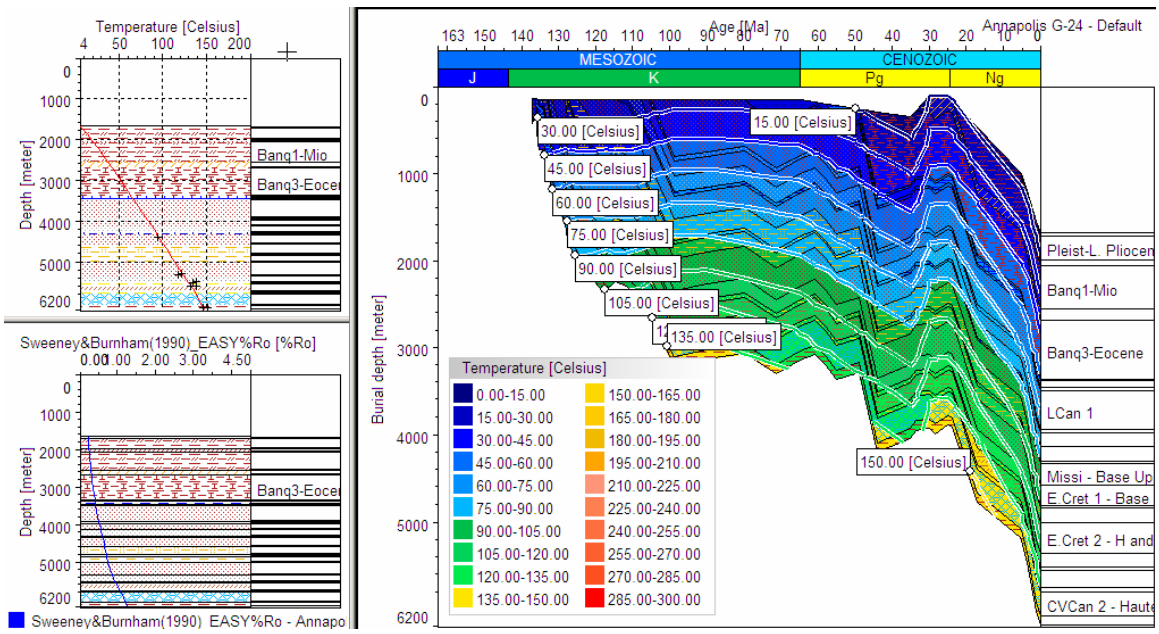 Temperature [Celsius]
4 50 100 150 200
0
1000
2000
3000
4000
5000
6200
Depth [meter]
Banq1-Mio
Banq3-Eocen
Sweeney&Burnham(1990)_EASY%Ro [%Ro]
0.00 1.00 2.00 3.00 4.50
0
1000
2000
3000
4000
5000
6200
Depth [meter]
Banq3-Eocen
Sweeney&Burnham(1990)_EASY%Ro - Annapo
Age [Ma]
Annapolis G-24 - Default
163 150 140 130 120 110 100 90 80 70 60 50 40 30 20 10 0
MESOZOIC CENOZOIC
J K Pg Ng
0
1000
2000
3000
4000
5000
6200
Burial depth [meter]
15.00 [Celsius]
30.00 [Celsius]
45.00 [Celsius]
60.00 [Celsius]
75.00 [Celsius]
90.00 [Celsius]
105.00 [Celsius]
135.00 [Celsius]
150.00 [Celsius]
Temperature [Celsius]
0.00-15.00 150.00-165.00
15.00-30.00 165.00-180.00
30.00-45.00 180.00-195.00
45.00-60.00 195.00-210.00
60.00-75.00 210.00-225.00
75.00-90.00 225.00-240.00
90.00-105.00 240.00-255.00
105.00-120.00 255.00-270.00
120.00-135.00 270.00-285.00
135.00-150.00 285.00-300.00
Pleist-L. Pliocen
Banq1-Mio
Banq3-Eocene
LCan 1
Missi - Base Up
E.Cret 1 - Base
E.Cret 2 - H and
CVCan 2 - Haute